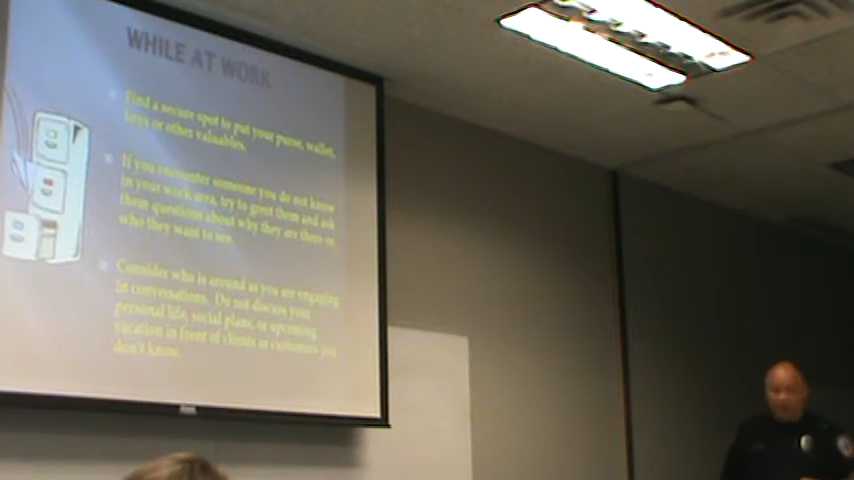 WHILE AT WORK
Find a secure spot to put your purse, wallet,
keys or other valuables.
If you encounter someone you do not know
in your work area, try to greet them and ask
them questions about why they are there or
who they want to see.
Consider who is around as you are engaging
in conversations. Do not discuss your
personal life, social plans, or upcoming
vacation in front of clients or customers you
don't know.